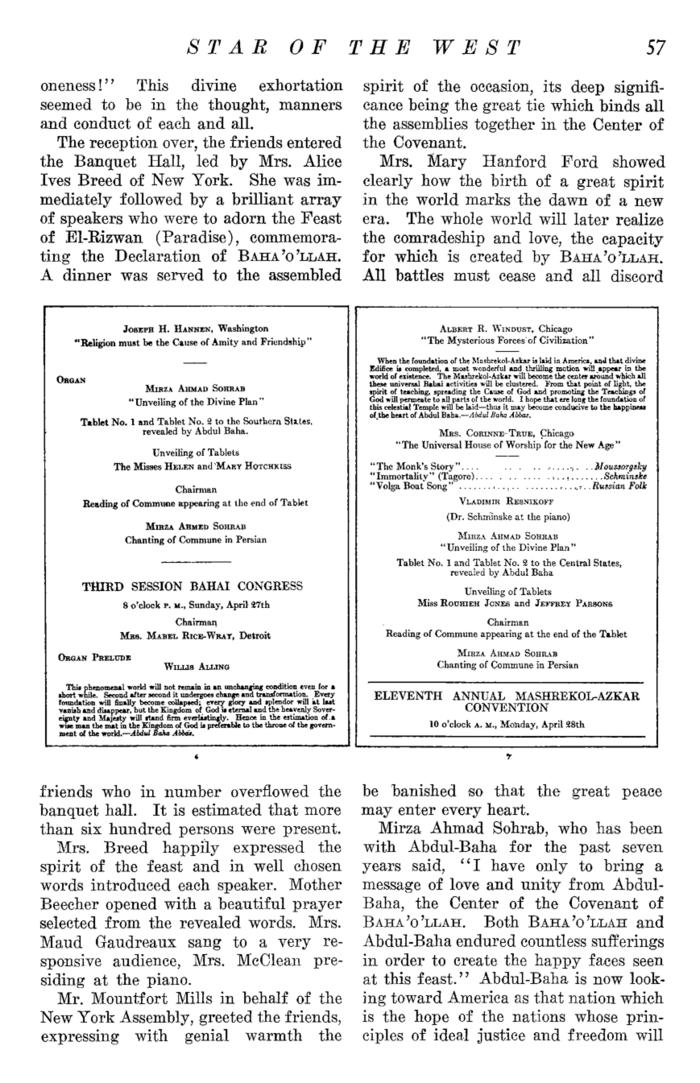 STAR OF THE WEST 57
oneness!" This divine exhortation
seemed to be in the thought, manners
and conduct of each and all.
The reception over, the friends entered
the Banquet Hall, led by Mrs. Alice
Ives Breed of New York. She was im-
mediately followed by a brilliant array
of speakers who were to adorn the Feast
of El-Rizwan (Paradise), commemora-
ting the Declaration of BAHA'O'LLAH.
A dinner was served to the assembled
spirit of the occasion, its deep signifi-
cance being the great tie which binds all
the assemblies together in the Center of
the Covenant.
Mrs. Mary Hanford Ford showed
clearly how the birth of a great spirit
in the world marks the dawn of a new
era. The whole world will later realize
the comradeship and love, the capacity
for which is created by BAHA'O'LLAH.
All battles must cease and all discord
JOSEPH H. HANNEN, Washington
"Religion must be the Cause of Amity and Friendship"
ORGAN
MIRZA AHMAD SOHRAB
"Unveiling of the Divine Plan"
Tablet No. 1 and Tablet No. 2 to the Southern States,
revealed by Abdul Baha.
Unveiling of Tablets
The Misses HELEN and MARY HOTCHKISS
Chairman
Reading of Commune appearing at the end of Tablet
MIRZA AHMED SOHRAB
Chanting of Commune in Persian
THIRD SESSION BAHAI CONGRESS
8 o'clock P. M., Sunday, April 27th
Chairman
MRS. MABEL RICE-WRAY, Detroit
ORGAN PRELUDE
WILLIS ALLING
This phenomenal world will not remain in an unchanging condition even for a
short while. Second after second it undergoes change and transformation. Every
foundation will finally become collapsed; every glory and splendor will at last
vanish and disappear, but the Kingdom of God is eternal and the heavenly Sover-
eignty and Majesty will stand firm everlastingly. Hence in the estimation of a
wise man the mat in the Kingdom of God is preferable to the throne of the govern-
ment of the world.—Abdul Baha Abbas.
6
ALBERT R. WINDUST, Chicago
"The Mysterious Forces of Civilization"
When the foundation of the Mashrekol-Azkar is laid in America, and that divine
Edifice is completed, a most wonderful and thrilling motion will appear in the
world of existence. The Mashrekol-Azkar will become the center around which all
these universal Bahai activities will be clustered. From that point of light, the
spirit of teaching, spreading the Cause of God and promoting the Teachings of
God will permeate to all parts of the world. I hope that ere long the foundation of
this celestial Temple will be laid—thus it may become conducive to the happiness
of the heart of Abdul Baha.—Abdul Baha Abbas.
MRS. CORINNE TRUE, Chicago
"The Universal House of Worship for the New Age"
"The Monk's Story".... Moussorgsky
"Immortality" (Tagore).... Schminske
"Volga Boat Song".... Russian Folk
VLADIMIR RESNIKOFF
(Dr. Schminske at the piano)
MIRZA AHMAD SOHRAB
"Unveiling of the Divine Plan"
Tablet No. 1 and Tablet No. 2 to the Central States,
revealed by Abdul Baha
Unveiling of Tablets
Miss ROUHIEH JONES and JEFFREY PARSONS
Chairman
Reading of Commune appearing at the end of the Tablet
MIRZA AHMAD SOHRAB
Chanting of Commune in Persian
ELEVENTH ANNUAL MASHREKOL-AZKAR
CONVENTION
10 o'clock A. M., Monday, April 28th
7
friends who in number overflowed the
banquet hall. It is estimated that more
than six hundred persons were present.
Mrs. Breed happily expressed the
spirit of the feast and in well chosen
words introduced each speaker. Mother
Beecher opened with a beautiful prayer
selected from the revealed words. Mrs.
Maud Gaudreaux sang to a very re-
sponsive audience, Mrs. McClean pre-
siding at the piano.
Mr. Mountfort Mills in behalf of the
New York Assembly, greeted the friends,
expressing with genial warmth the
be banished so that the great peace
may enter every heart.
Mirza Ahmad Sohrab, who has been
with Abdul-Baha for the past seven
years said, "I have only to bring a
message of love and unity from Abdul-
Baha, the Center of the Covenant of
BAHA'O'LLAH. Both BAHA'O'LLAH and
Abdul-Baha endured countless sufferings
in order to create the happy faces seen
at this feast." Abdul-Baha is now look-
ing toward America as that nation which
is the hope of the nations whose prin-
ciples of ideal justice and freedom will